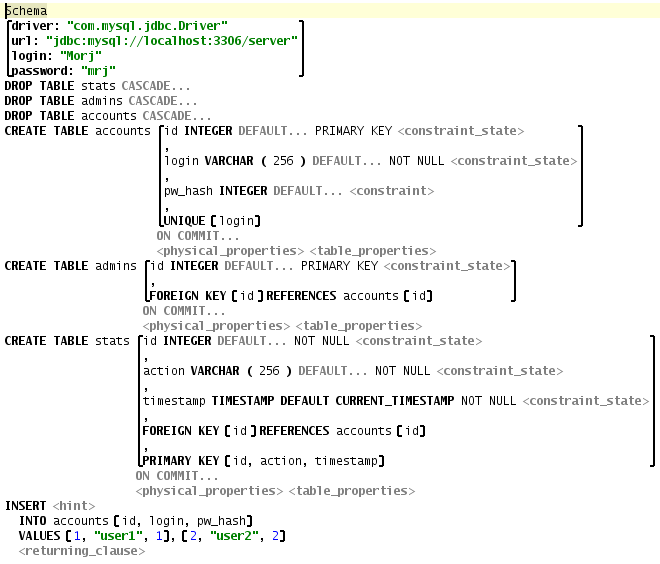 Schema
driver: "com.mysql.jdbc.Driver"
url: "jdbc:mysql://localhost:3306/server"
login: "Morj"
password: "mrj"
DROP TABLE stats CASCADE...
DROP TABLE admins CASCADE...
DROP TABLE accounts CASCADE...
CREATE TABLE accounts [id INTEGER DEFAULT... PRIMARY KEY <constraint_state>
,
login VARCHAR ( 256 ) DEFAULT... NOT NULL <constraint_state>
,
pw_hash INTEGER DEFAULT... <constraint>
,
UNIQUE [login]
ON COMMIT...
<physical_properties> <table_properties>
CREATE TABLE admins [id INTEGER DEFAULT... PRIMARY KEY <constraint_state>]
,
FOREIGN KEY [id] REFERENCES accounts [id]
ON COMMIT...
<physical_properties> <table_properties>
CREATE TABLE stats [id INTEGER DEFAULT... NOT NULL <constraint_state>
,
action VARCHAR ( 256 ) DEFAULT... NOT NULL <constraint_state>
,
timestamp TIMESTAMP DEFAULT CURRENT_TIMESTAMP NOT NULL <constraint_state>
,
FOREIGN KEY [id] REFERENCES accounts [id]
,
PRIMARY KEY [id, action, timestamp]
ON COMMIT...
<physical_properties> <table_properties>
INSERT <hint>
INTO accounts [id, login, pw_hash]
VALUES [1, "user1", 1], [2, "user2", 2]
<returning_clause>